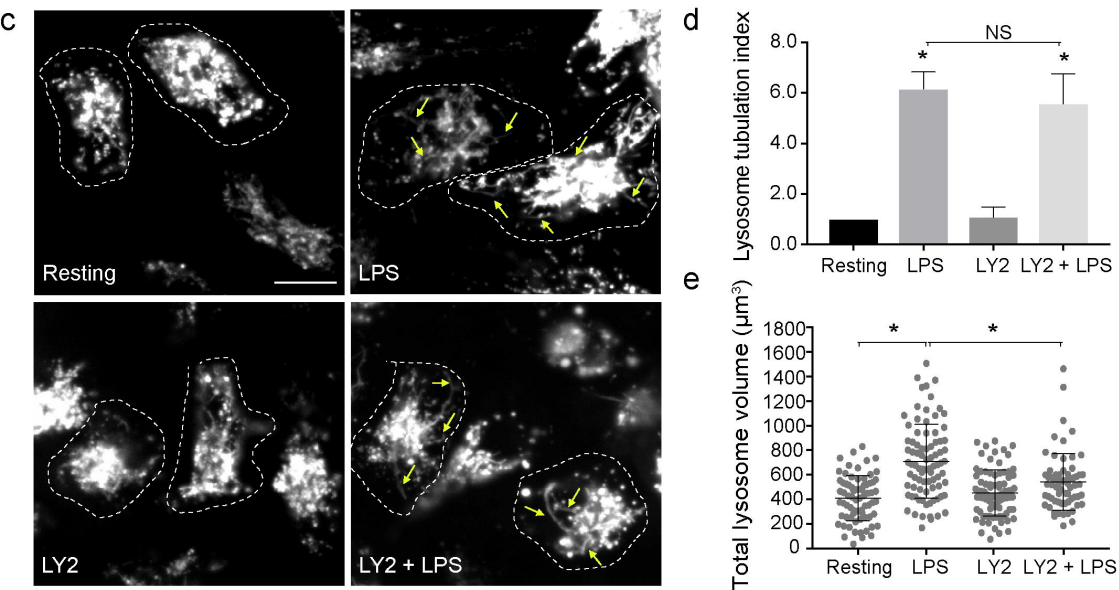 c
Resting
LPS
LY2
LY2 + LPS
d
Lysosome tubulation index
8.0
6.0
4.0
2.0
0.0
NS
*
*
Resting
LPS
LY2
LY2 + LPS
e
Total lysosome volume (µm³)
1800
1600
1400
1200
1000
800
600
400
200
0
*
*
Resting
LPS
LY2
LY2 + LPS